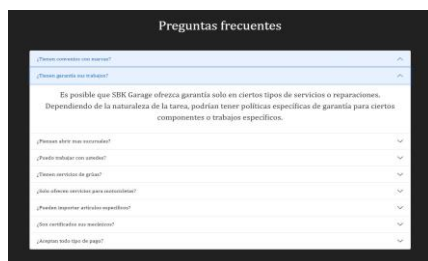 Preguntas frecuentes
¿Tienen convenios con marcas?
¿Tienen garantía sus trabajos?
Es posible que SBK Garage ofrezca garantía solo en ciertos tipos de servicios o reparaciones.
Dependiendo de la naturaleza de la tarea, podrían tener políticas específicas de garantía para ciertos
componentes o trabajos específicos.
¿Piensan abrir mas sucursales?
¿Puedo trabajar con ustedes?
¿Tienen servicios de grúas?
¿Solo ofrecen servicios para motocicletas?
¿Pueden importar artículos específicos?
¿Son certificados sus mecánicos?
¿Aceptan todo tipo de pago?